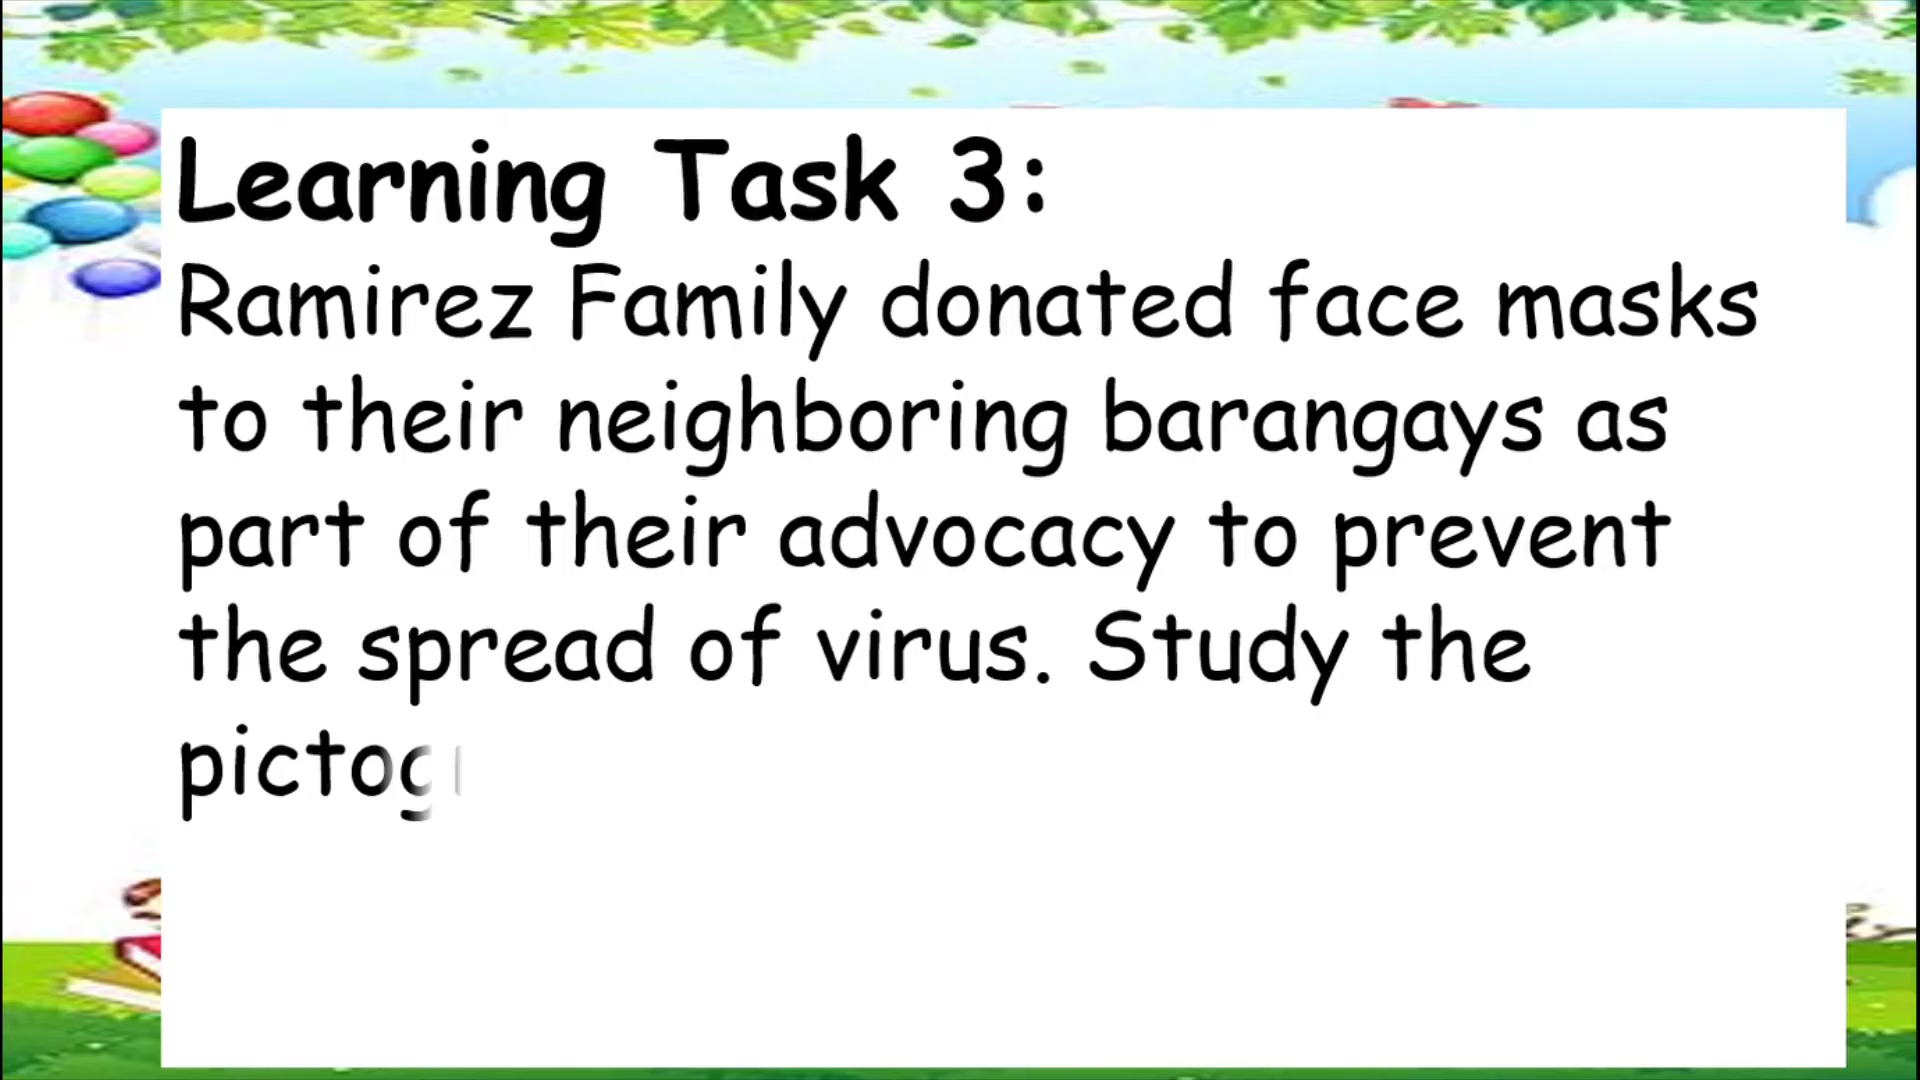 Learning Task 3:
Ramirez Family donated face masks
to their neighboring barangays as
part of their advocacy to prevent
the spread of virus. Study the
pictog